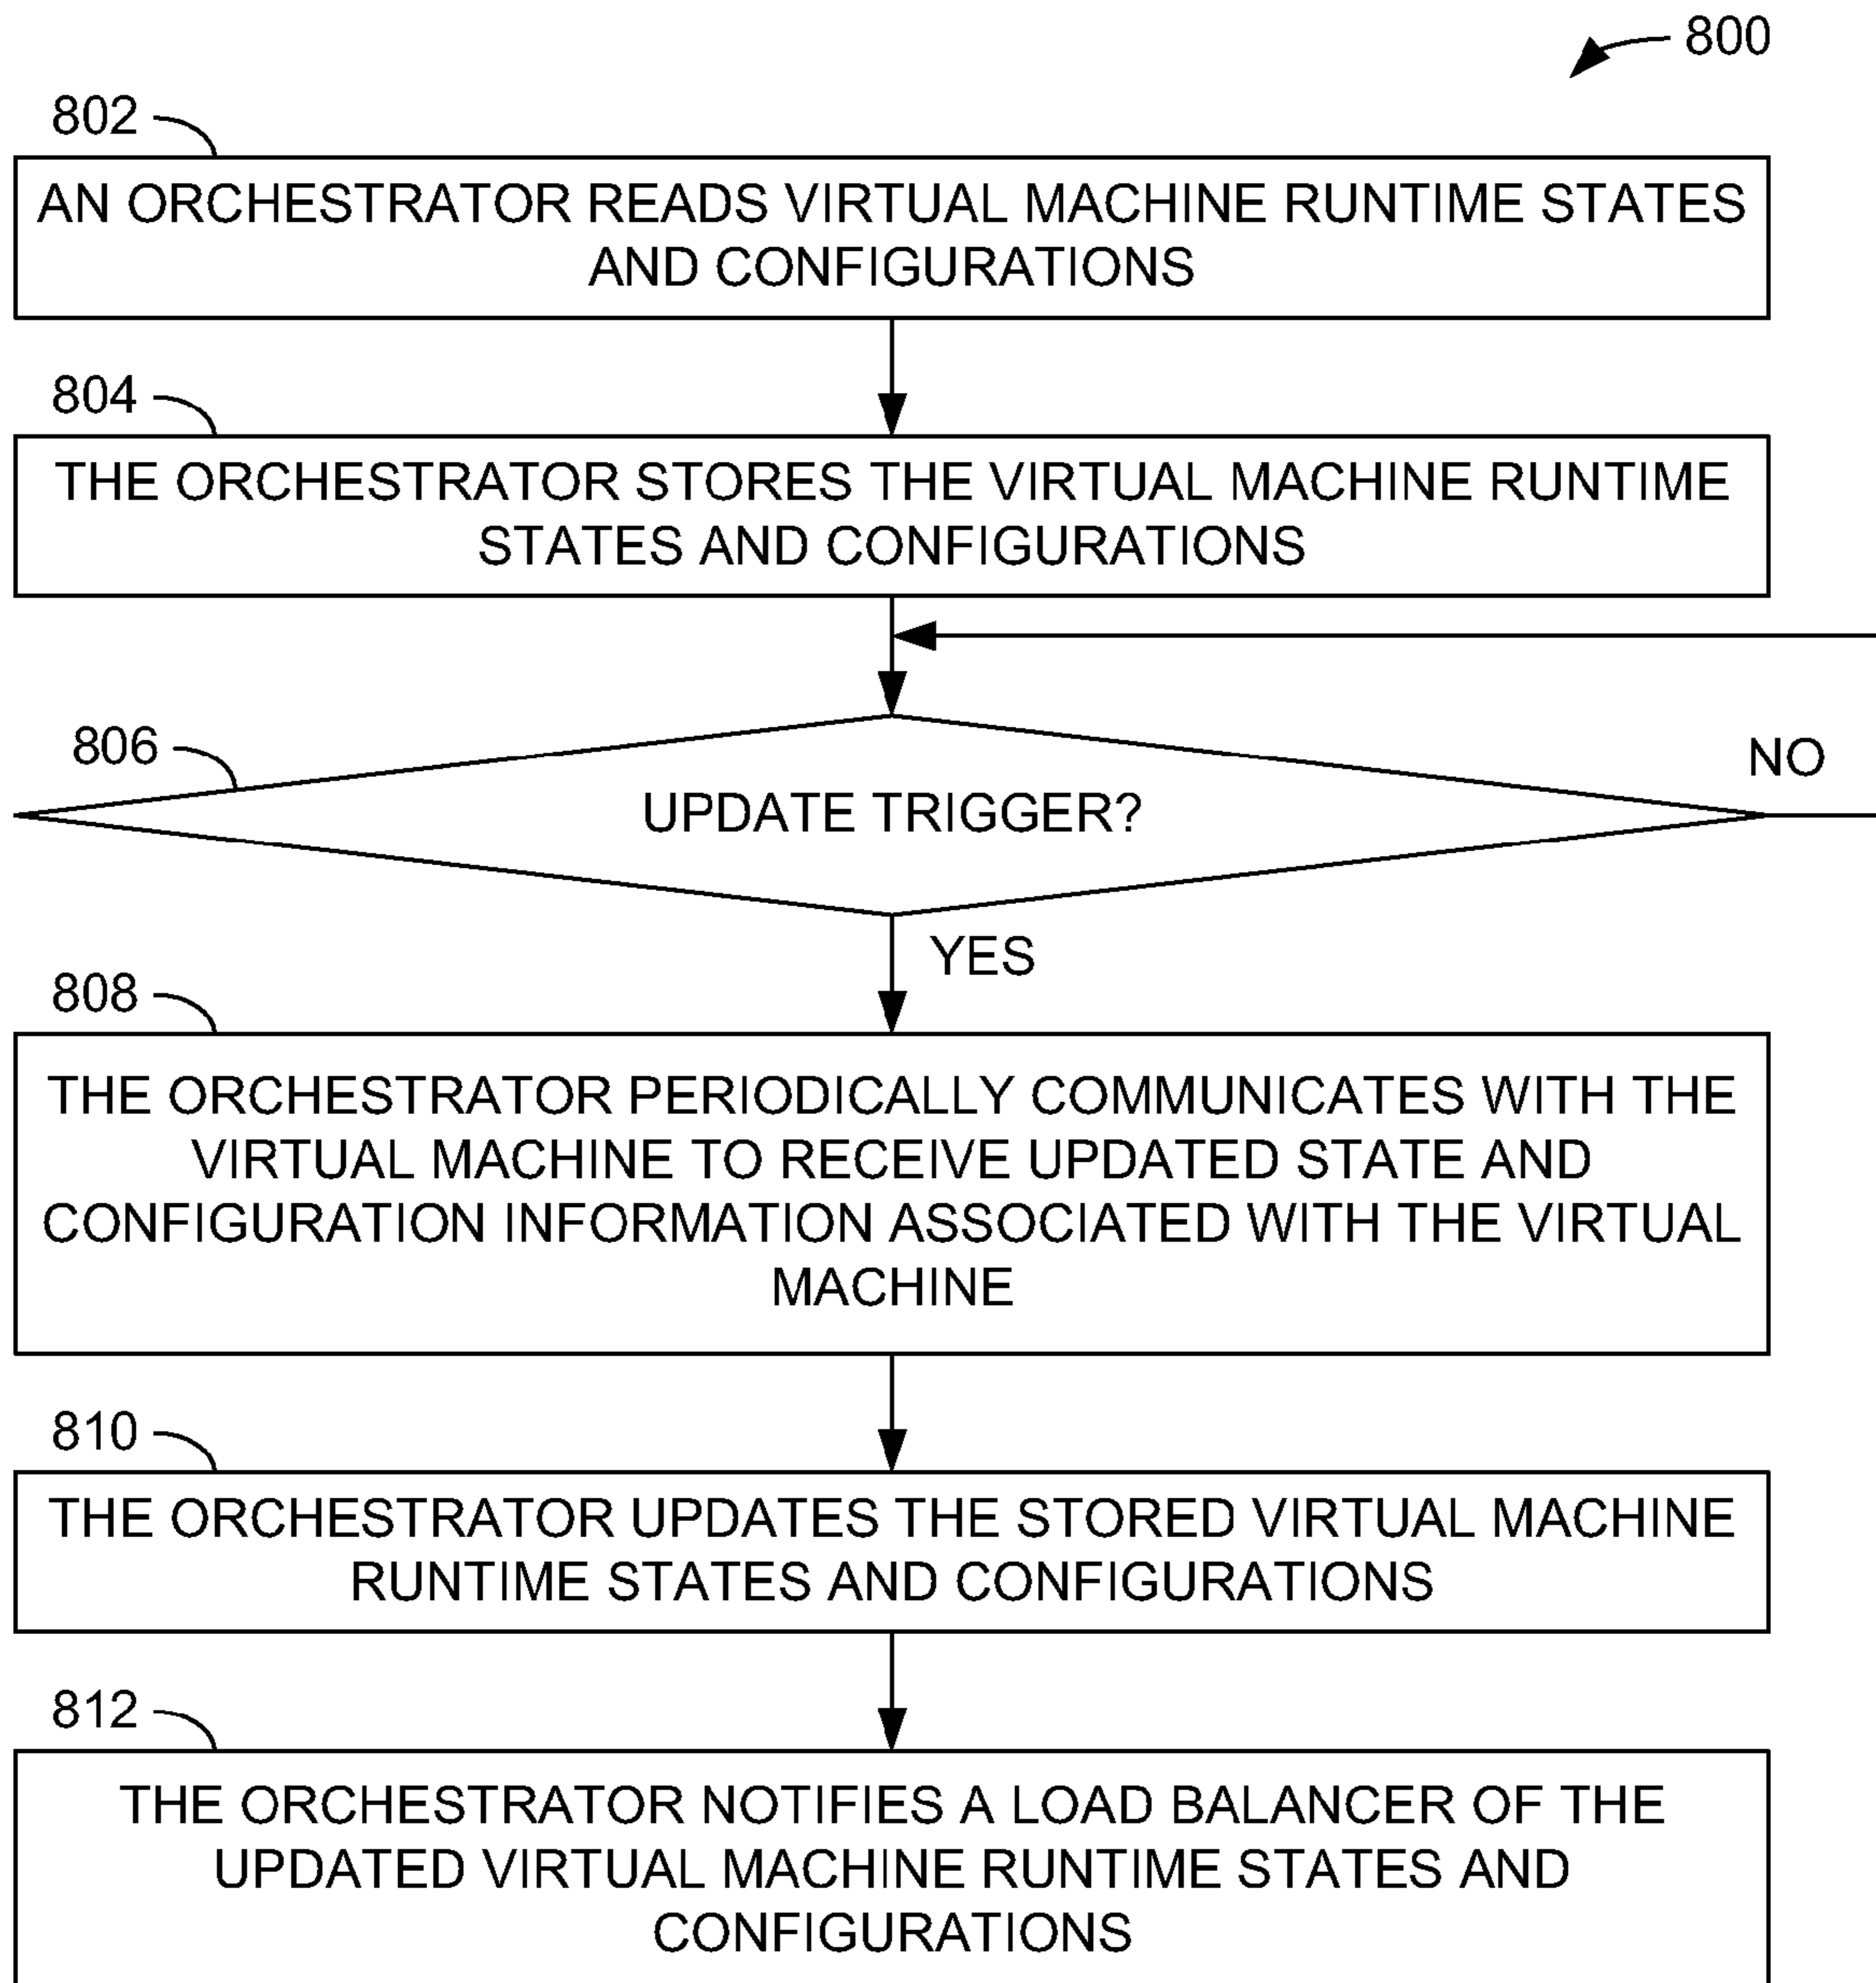 800
802
AN ORCHESTRATOR READS VIRTUAL MACHINE RUNTIME STATES
AND CONFIGURATIONS
804
THE ORCHESTRATOR STORES THE VIRTUAL MACHINE RUNTIME
STATES AND CONFIGURATIONS
806
UPDATE TRIGGER?
NO
YES
808
THE ORCHESTRATOR PERIODICALLY COMMUNICATES WITH THE
VIRTUAL MACHINE TO RECEIVE UPDATED STATE AND
CONFIGURATION INFORMATION ASSOCIATED WITH THE VIRTUAL
MACHINE
810
THE ORCHESTRATOR UPDATES THE STORED VIRTUAL MACHINE
RUNTIME STATES AND CONFIGURATIONS
812
THE ORCHESTRATOR NOTIFIES A LOAD BALANCER OF THE
UPDATED VIRTUAL MACHINE RUNTIME STATES AND
CONFIGURATIONS